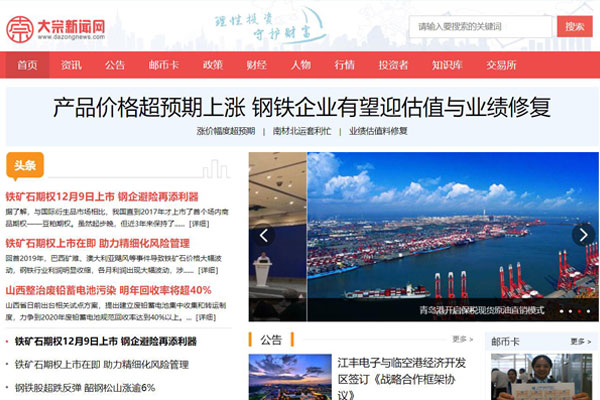 大宗新闻网
www.dazongnews.com
理性投资
守护财富
请输入要搜索的关键词
搜索
首页 资讯 公告 邮币卡 政策 财经 人物 行情 投资者 知识库 交易所
产品价格超预期上涨 钢铁企业有望迎估值与业绩修复
涨价幅度超预期 | 南材北运套利忙 | 业绩估值料修复
头条
铁矿石期权12月9日上市 钢企避险再添利器
据了解，与国际衍生品市场相比，我国直到2017年才上市了首个场内商
品期权——豆粕期权。虽然起步晚，但近3年来保持了...... [详细]
铁矿石期权上市在即 助力精细化风险管理
回首2019年，巴西矿难、澳大利亚飓风等事件导致铁矿石价格大幅波
动，钢铁行业利润明显收缩，各月利润出现大幅波动，涉...... [详细]
山西整治废铅蓄电池污染 明年回收率将超40%
山西省日前出台相关试点方案，提出建立废铅蓄电池集中收集和转运制
度，力争到2020年废铅蓄电池规范回收率达到40%以上。... [详细]
铁矿石期权12月9日上市 钢企避险再添利器
铁矿石期权上市在即 助力精细化风险管理
钢铁股超跌反弹 韶钢松山涨逾6%
青岛港开启保税现货原油直销模式
公告
更多 >
江丰电子与临空港经济开发
区签订《战略合作框架协
议》
邮币卡
更多 >